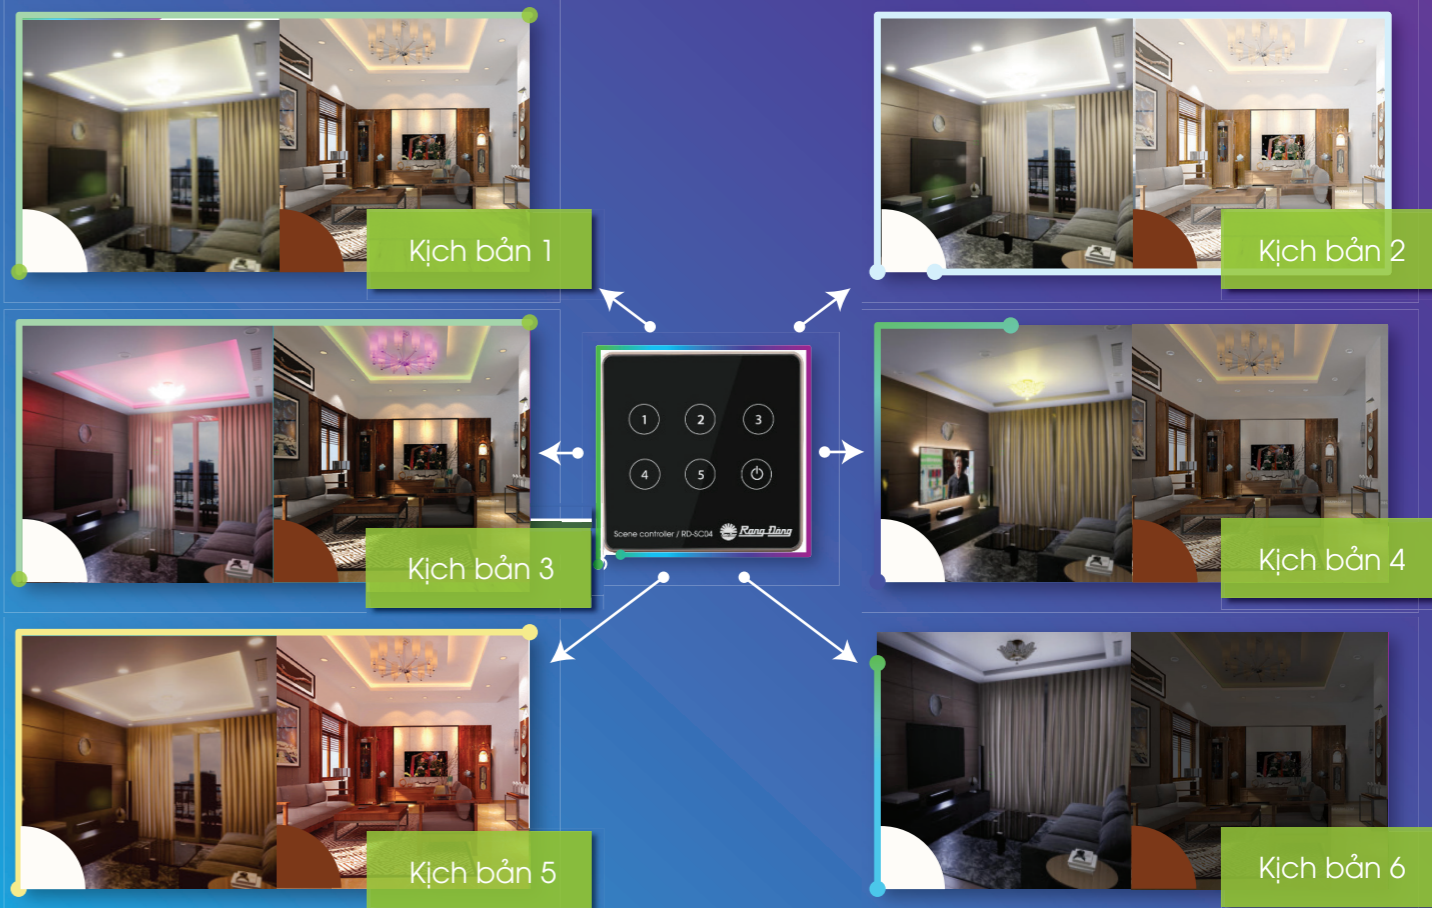 Kịch bản 1
Kịch bản 2
1 2 3
4 5
Scene controller / RD-SC04 Rang Dong
Kịch bản 3
Kịch bản 4
Kịch bản 5
Kịch bản 6